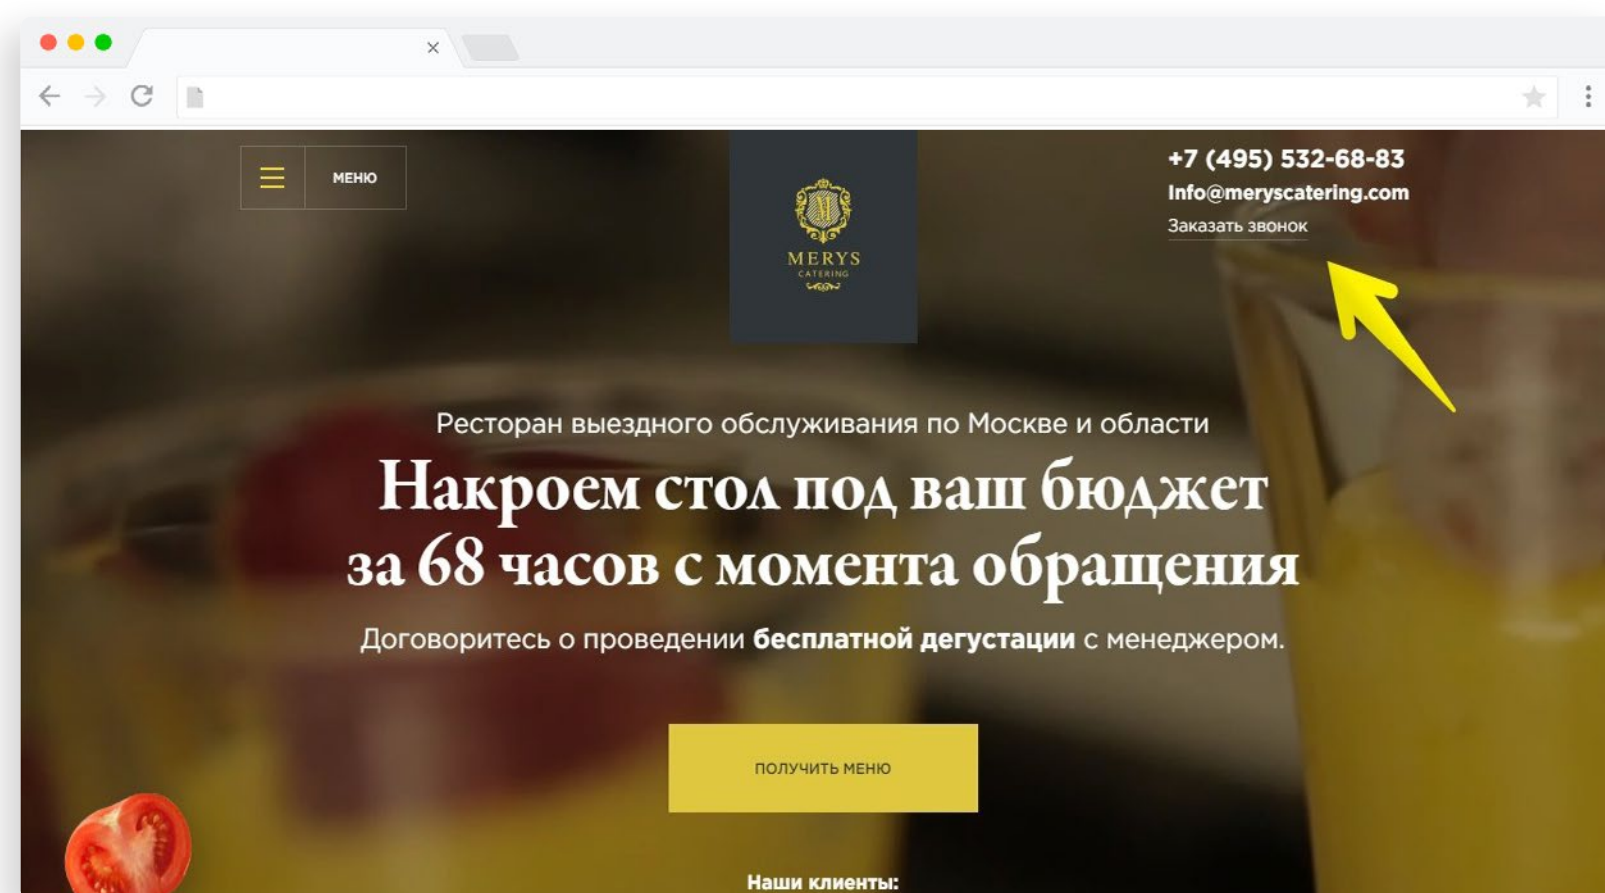 МЕНЮ
MERYS
CATERING
+7 (495) 532-68-83
Info@meryscatering.com
Заказать звонок
Ресторан выездного обслуживания по Москве и области
Накроем стол под ваш бюджет
за 68 часов с момента обращения
Договоритесь о проведении бесплатной дегустации с менеджером.
ПОЛУЧИТЬ МЕНЮ
Наши клиенты: